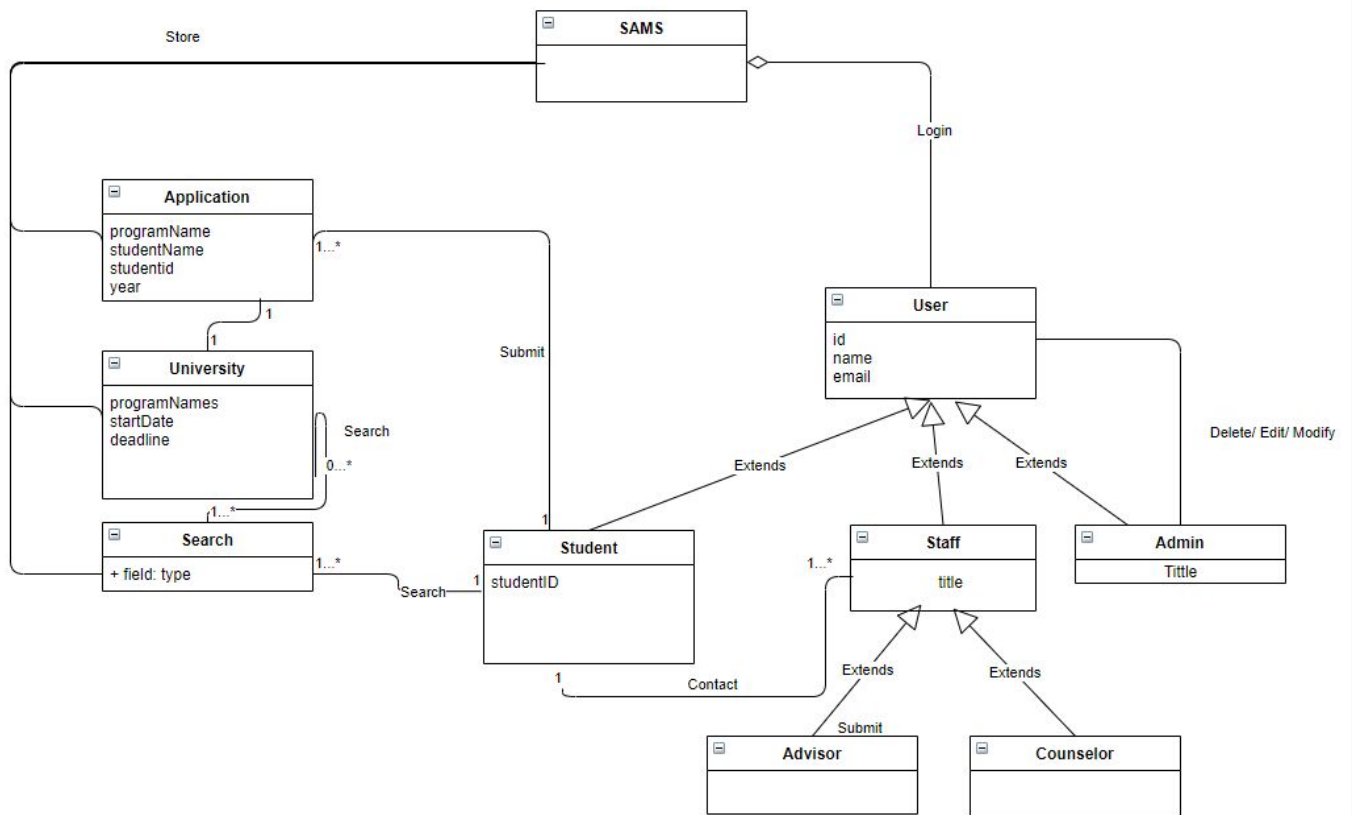 SAMS
Store
Login
Application
programName
studentName
studentid
year
1...*
1
1
University
programNames
startDate
deadline
Search
0...*
1...*
Search
+ field: type
1...*
Search
1
Submit
1
Student
studentID
1
Contact
1...*
User
id
name
email
Delete/ Edit/ Modify
Extends
Extends
Extends
Staff
title
Admin
Tittle
Extends
Extends
Submit
Advisor
Counselor